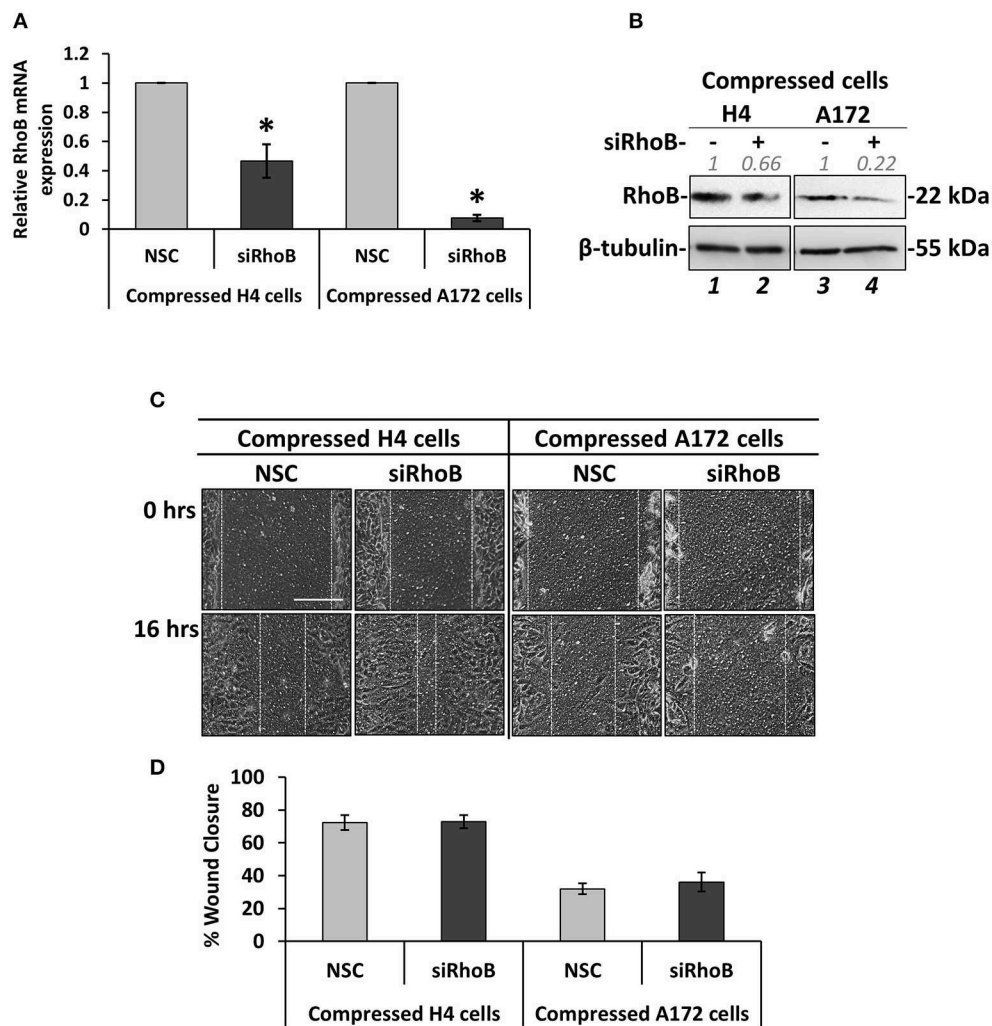 A
Relative RhoB mRNA
expression
1.2
1
0.8
0.6
0.4
0.2
0
*
*
NSC siRhoB NSC siRhoB
Compressed H4 cells Compressed A172 cells
B
Compressed cells
H4 A172
siRhoB- - + - +
1 0.66 1 0.22
RhoB- -22 kDa
β-tubulin- -55 kDa
1 2 3 4
C
Compressed H4 cells Compressed A172 cells
NSC siRhoB NSC siRhoB
0 hrs
16 hrs
D
% Wound Closure
100
80
60
40
20
0
NSC siRhoB NSC siRhoB
Compressed H4 cells Compressed A172 cells